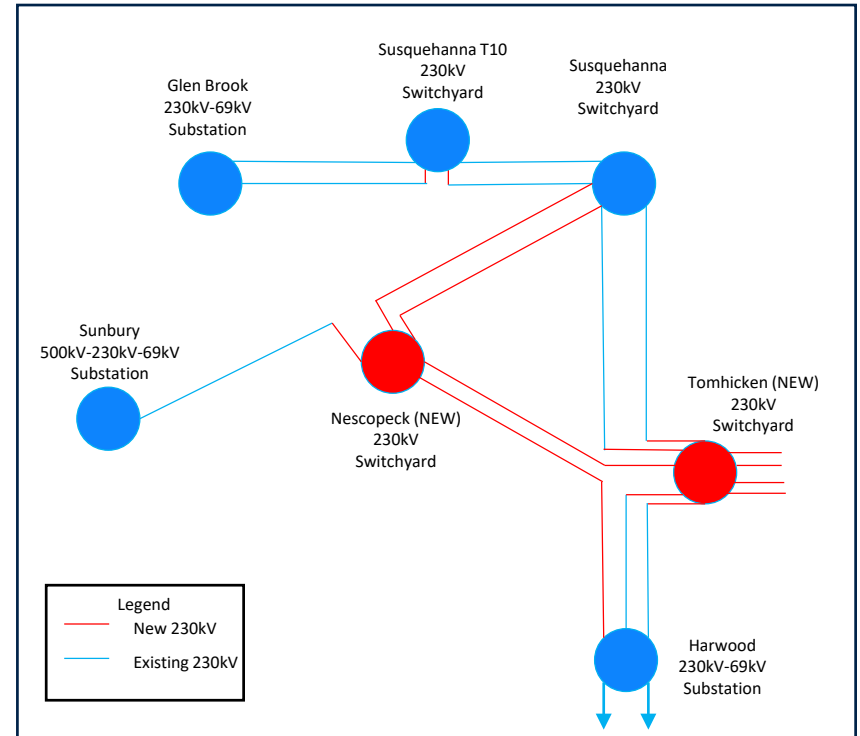 Susquehanna T10
230kV
Switchyard
Susquehanna
230kV
Switchyard
Glen Brook
230kV-69kV
Substation
Sunbury
500kV-230kV-69kV
Substation
Nescopeck (NEW)
230kV
Switchyard
Tomhicken (NEW)
230kV
Switchyard
Legend
New 230kV
Existing 230kV
Harwood
230kV-69kV
Substation